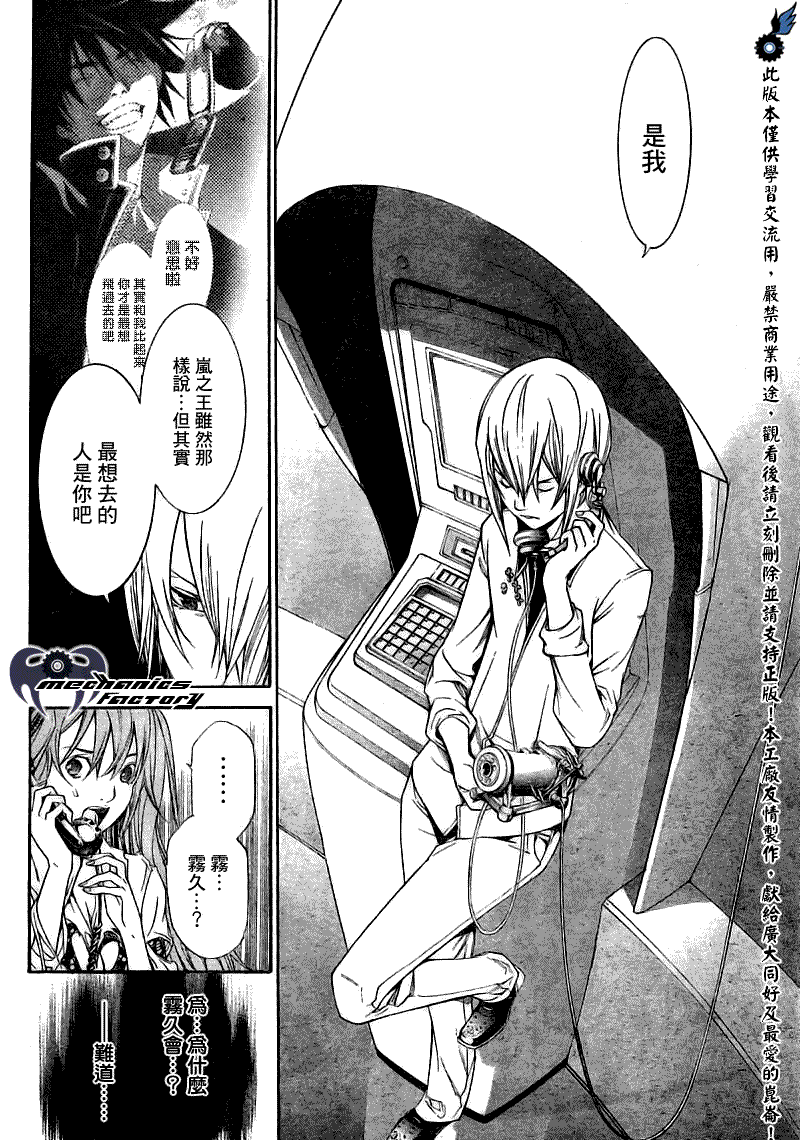 是我
不好
意思啦
其實和我比起來
你才是最想
飛過去的吧
嵐之王雖然那
樣說…但其實
最想去的
人是你吧
……
霧…
霧久…?
為…為什麼
霧久會…?
——難道……
Mechanics
Factory
此版本僅供學習交流用，嚴禁商業用途，觀看後請立刻刪除並請支持正版！本工廠友情製作，獻給廣大同好及最愛的崑崙！